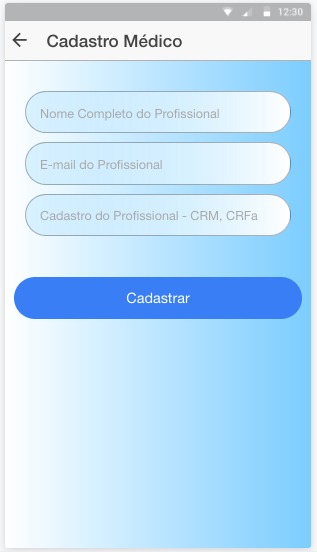 12:30
Cadastro Médico
Nome Completo do Profissional
E-mail do Profissional
Cadastro do Profissional - CRM, CRFa
Cadastrar